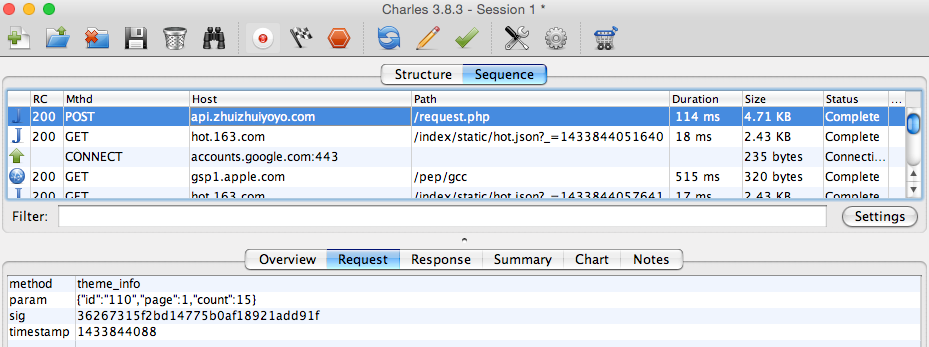 Charles 3.8.3 - Session 1 *
Structure Sequence
RC Mthd Host Path Duration Size Status ...
200 POST api.zhuizhuiyoyo.com /request.php 114 ms 4.71 KB Complete
200 GET hot.163.com /index/static/hot.json?_=1433844051640 18 ms 2.43 KB Complete
CONNECT accounts.google.com:443 235 bytes Connecti...
200 GET gsp1.apple.com /pep/gcc 515 ms 320 bytes Complete
200 GET hot.163.com /index/static/hot.json?_=1433844057641 17 ms 2.43 KB Complete
Filter: Settings
Overview Request Response Summary Chart Notes
method theme_info
param {"id":"110","page":1,"count":15}
sig 36267315f2bd14775b0af18921add91f
timestamp 1433844088